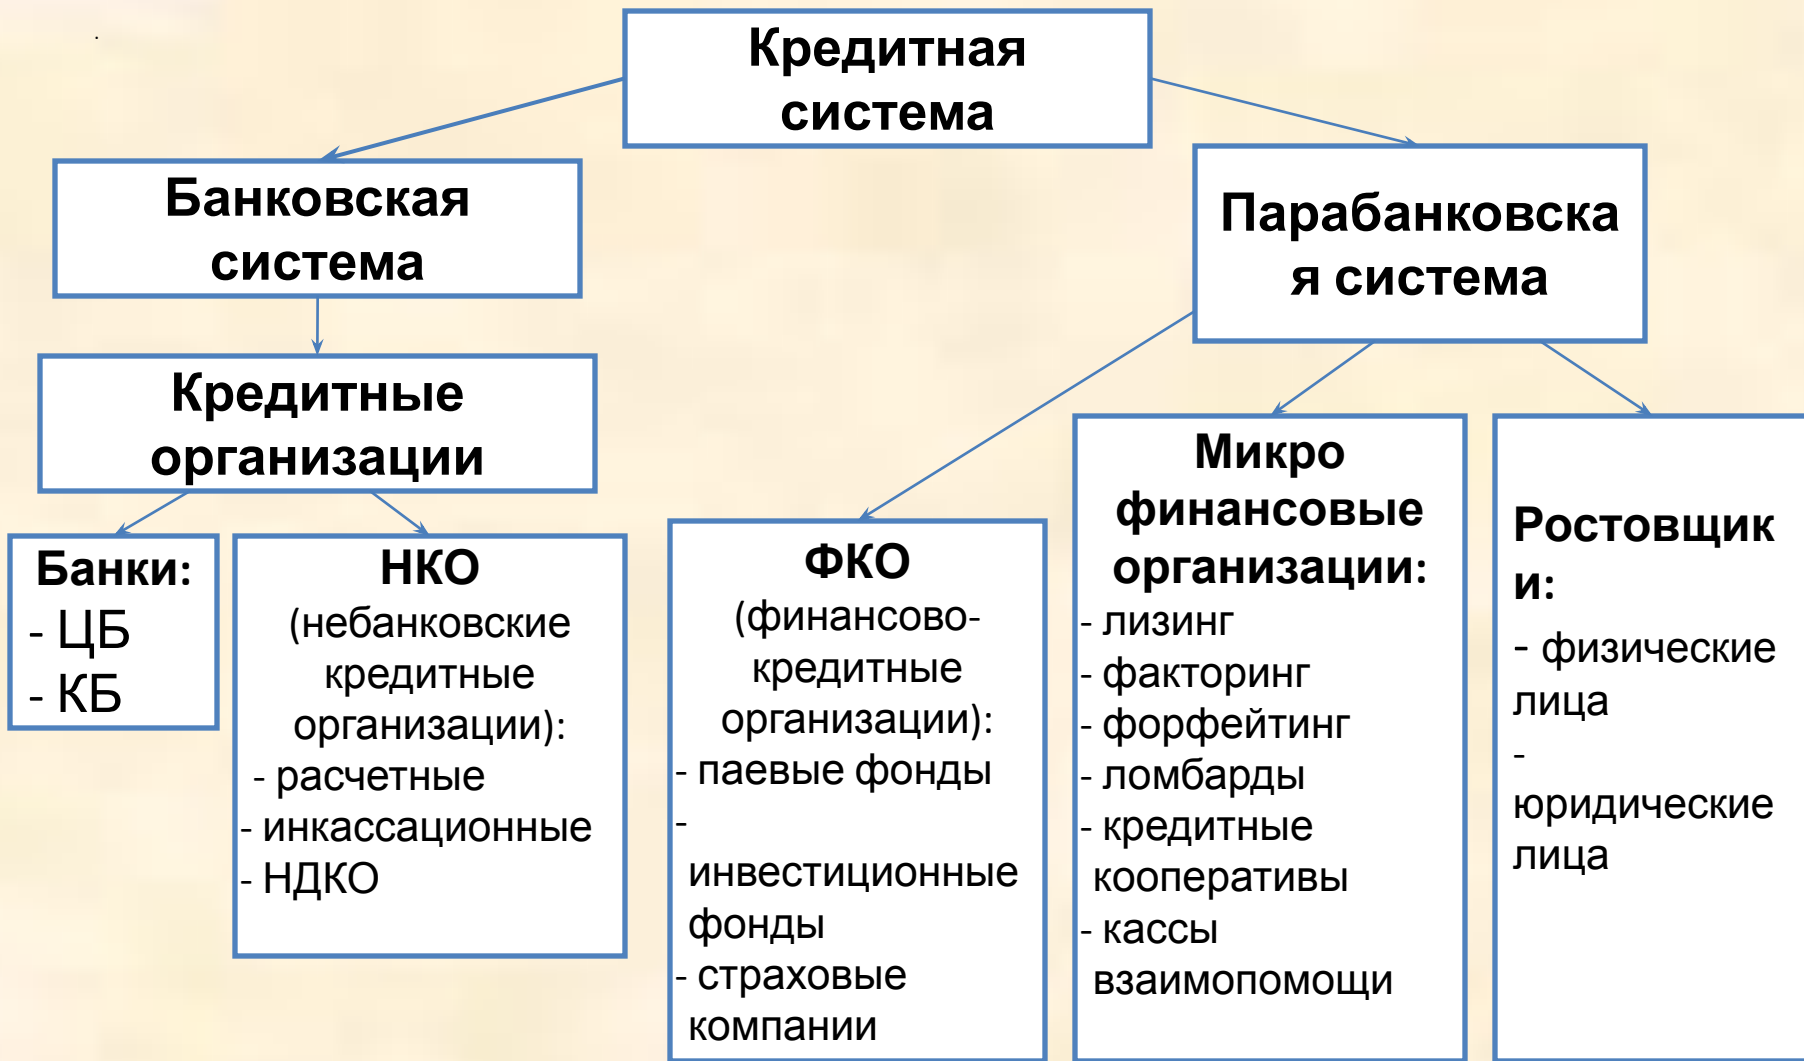 .
Кредитная
система
Банковская
система
Парабанковска
я система
Кредитные
организации
Банки:
- ЦБ
- КБ
НКО
(небанковские
кредитные
организации):
- расчетные
- инкассационные
- НДКО
ФКО
(финансово-
кредитные
организации):
- паевые фонды
-
инвестиционные
фонды
- страховые
компании
Микро
финансовые
организации:
- лизинг
- факторинг
- форфейтинг
- ломбарды
- кредитные
кооперативы
- кассы
взаимопомощи
Ростовщик
и:
- физические
лица
-
юридические
лица